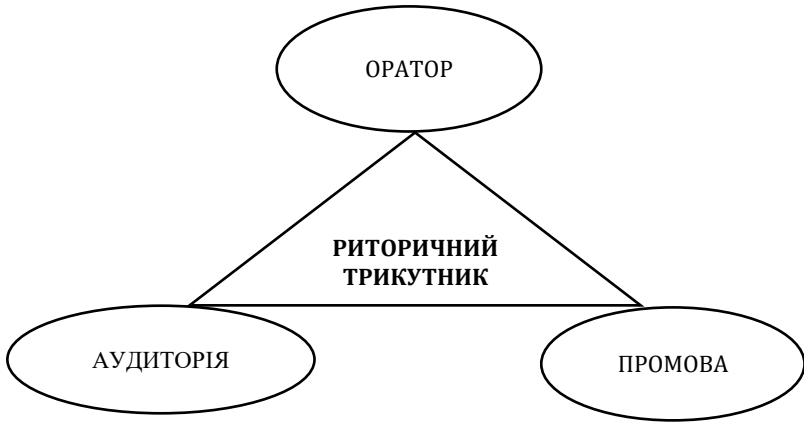 ОРАТОР
РИТОРИЧНИЙ
ТРИКУТНИК
АУДИТОРІЯ
ПРОМОВА